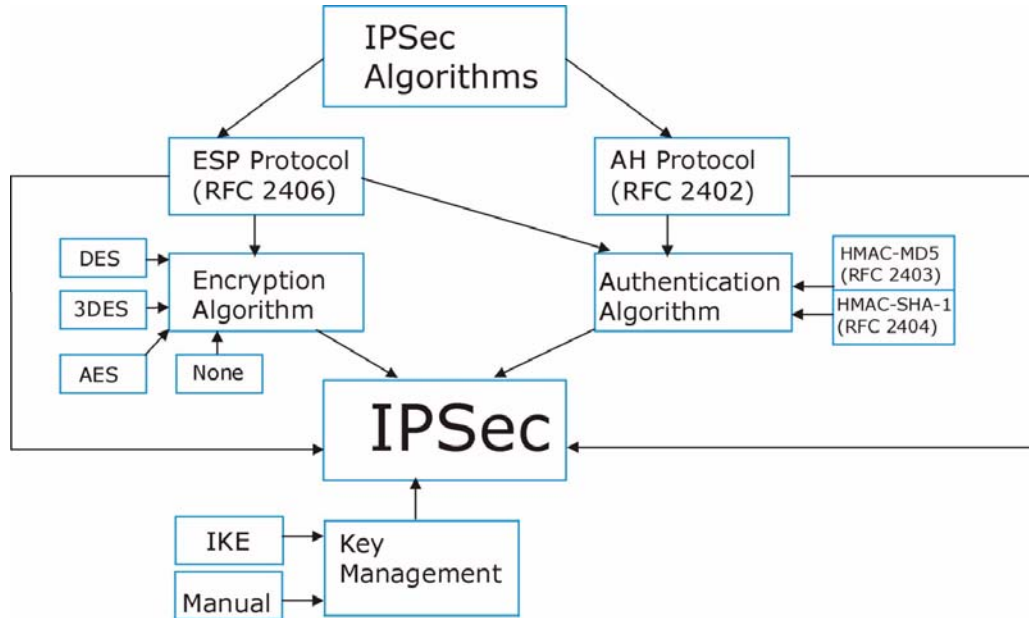 IPSec
Algorithms
ESP Protocol
(RFC 2406)
AH Protocol
(RFC 2402)
DES
3DES
AES
None
Encryption
Algorithm
Authentication
Algorithm
HMAC-MD5
(RFC 2403)
HMAC-SHA-1
(RFC 2404)
IPSec
IKE
Manual
Key
Management